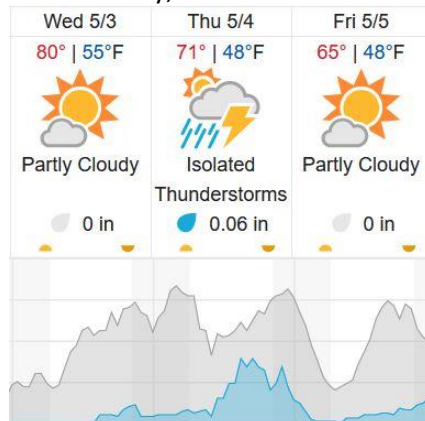 Wed 5/3
Thu 5/4
Fri 5/5
80° | 55°F
71° | 48°F
65° | 48°F
Partly Cloudy
Isolated
Thunderstorms
Partly Cloudy
0 in
0.06 in
0 in